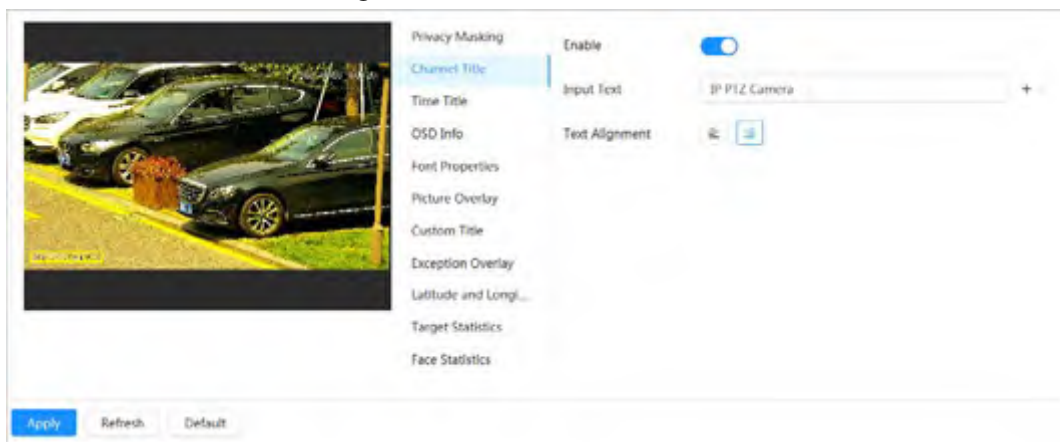 Privacy Masking
Channel Title
Time Title
OSD Info
Font Properties
Picture Overlay
Custom Title
Exception Overlay
Latitude and Longi...
Target Statistics
Face Statistics
Enable
Input Text
IP PTZ Camera
+
Text Alignment
Apply
Refresh
Default